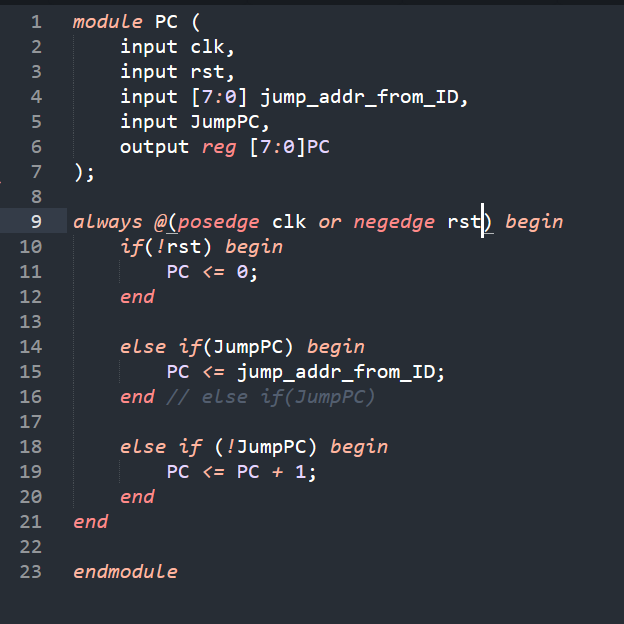 1 module PC (
2     input clk,
3     input rst,
4     input [7:0] jump_addr_from_ID,
5     input JumpPC,
6     output reg [7:0]PC
7 );
8
9 always @(posedge clk or negedge rst) begin
10     if(!rst) begin
11         PC <= 0;
12     end
13
14     else if(JumpPC) begin
15         PC <= jump_addr_from_ID;
16     end // else if(JumpPC)
17
18     else if (!JumpPC) begin
19         PC <= PC + 1;
20     end
21 end
22
23 endmodule